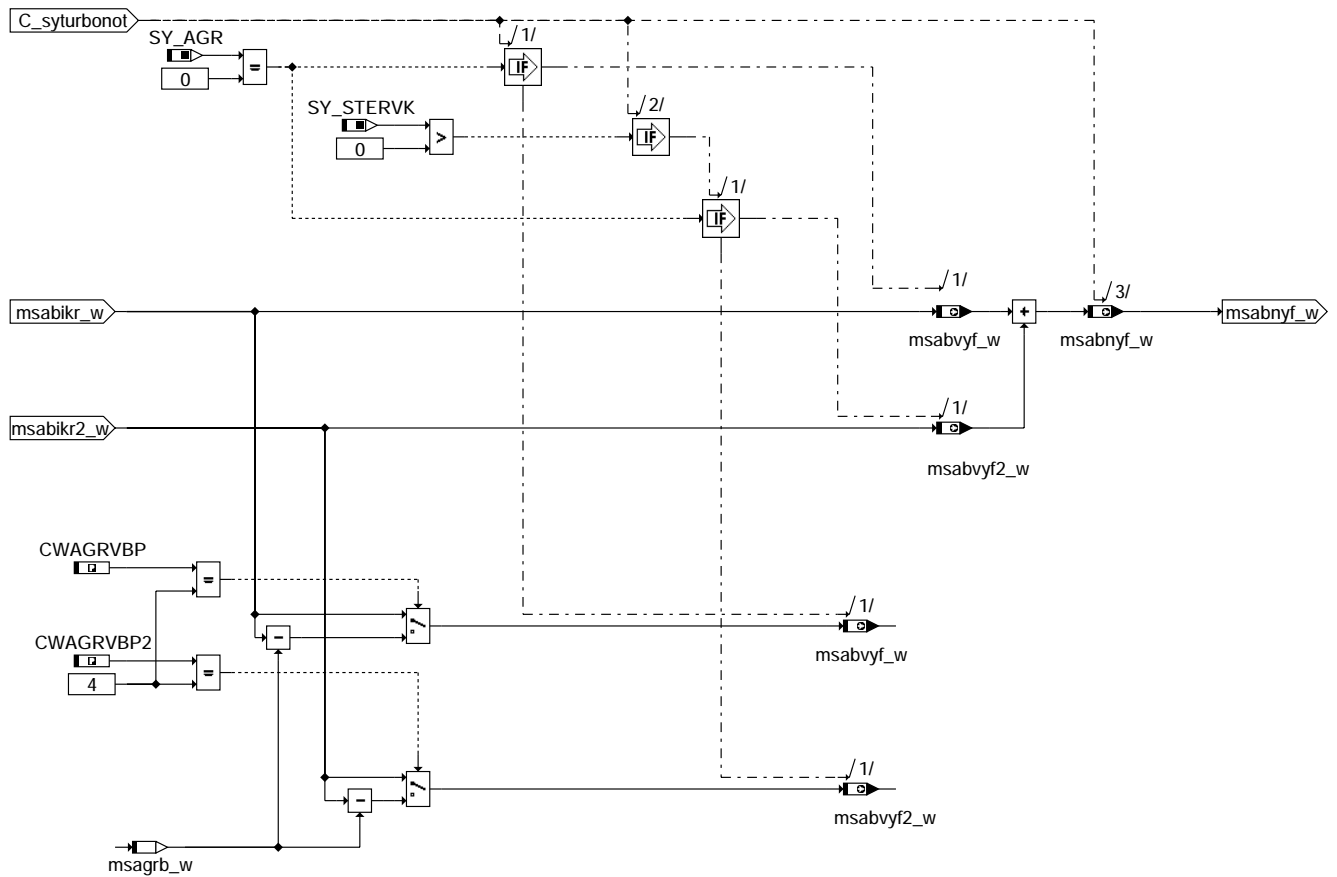 C_syturbonot
/1/
SY_AGR
=
0
IF
/2/
SY_STERVK
>
0
IF
/1/
IF
/1/
/3/
msabikr_w
+
msabnyf_w
msabvyf_w
msabnyf_w
/1/
msabikr2_w
msabvyf2_w
CWAGRVBP
=
/1/
-
CWAGRVBP2
msabvyf_w
=
4
/1/
-
msabvyf2_w
msagrb_w